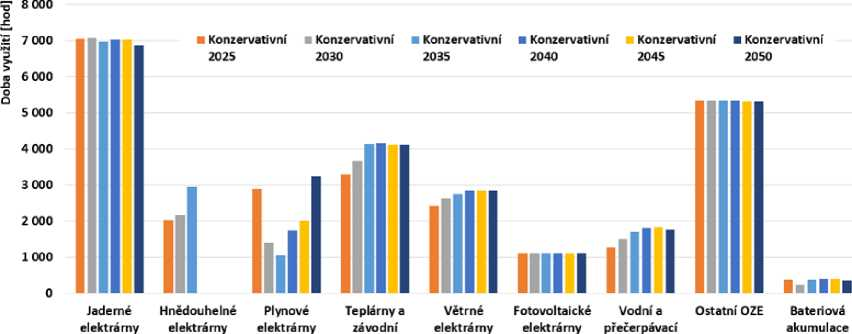 8 000
7 000
6 000
5 000
4 000
3 000
2 000
1 000
0
Doba využití [hod]
Konzervativní 2025
Konzervativní 2030
Konzervativní 2035
Konzervativní 2040
Konzervativní 2045
Konzervativní 2050
Jaderné
elektrárny
Hnědouhelné
elektrárny
Plynové
elektrárny
Teplárny a
závodní
Větrné
elektrárny
Fotovoltaické
elektrárny
Vodní a
přečerpávací
Ostatní OZE
Bateriová
akumulace